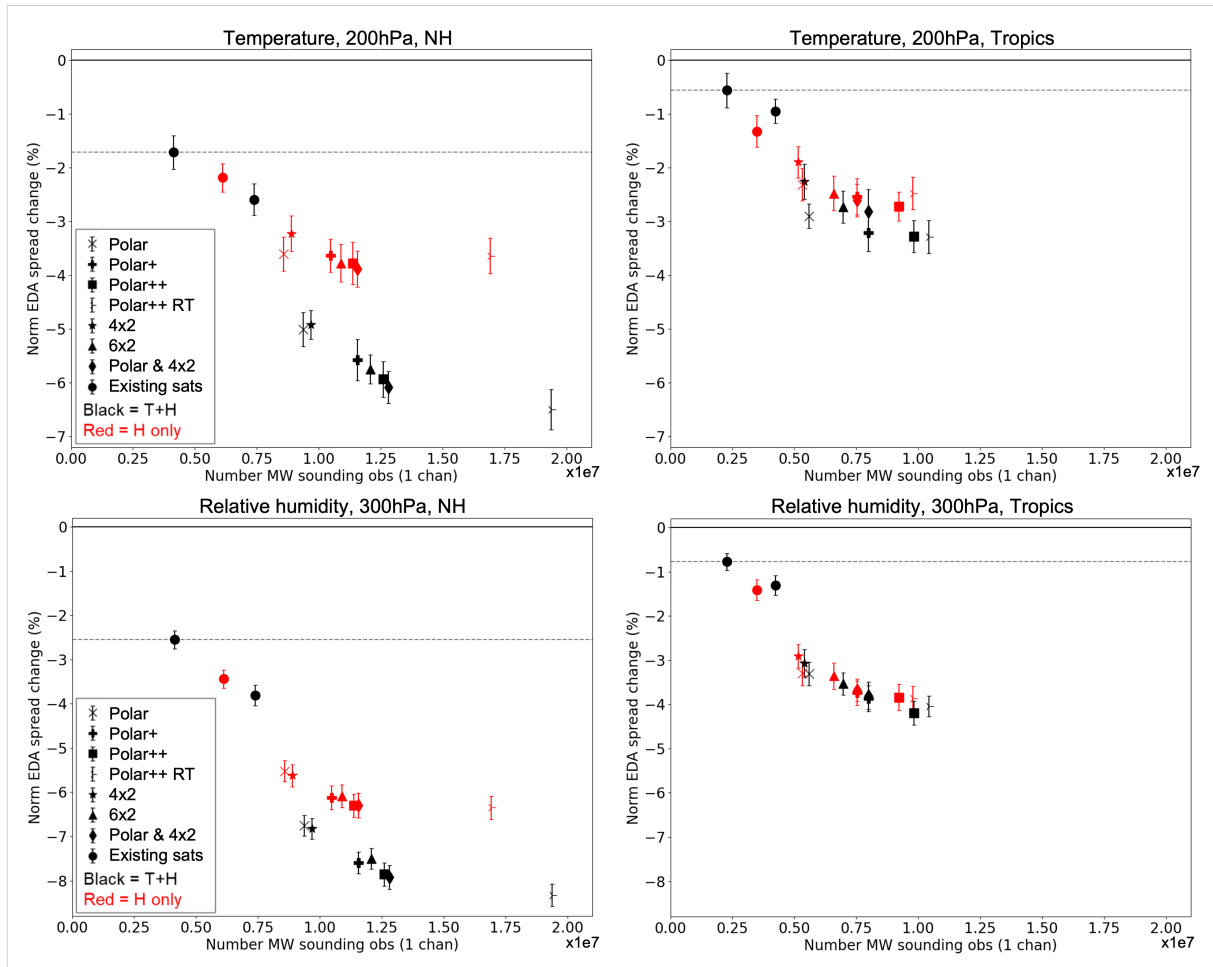 Temperature, 200hPa, NH
0
−1
−2
−3
−4
−5
−6
−7
Norm EDA spread change (%)
Polar
Polar+
Polar++
Polar++ RT
4x2
6x2
Polar & 4x2
Existing sats
Black = T+H
Red = H only
0.00 0.25 0.50 0.75 1.00 1.25 1.50 1.75 2.00
Number MW sounding obs (1 chan)
x1e7
Temperature, 200hPa, Tropics
0
−1
−2
−3
−4
−5
−6
−7
Norm EDA spread change (%)
0.00 0.25 0.50 0.75 1.00 1.25 1.50 1.75 2.00
Number MW sounding obs (1 chan)
x1e7
Relative humidity, 300hPa, NH
0
−1
−2
−3
−4
−5
−6
−7
−8
Norm EDA spread change (%)
Polar
Polar+
Polar++
Polar++ RT
4x2
6x2
Polar & 4x2
Existing sats
Black = T+H
Red = H only
0.00 0.25 0.50 0.75 1.00 1.25 1.50 1.75 2.00
Number MW sounding obs (1 chan)
x1e7
Relative humidity, 300hPa, Tropics
0
−1
−2
−3
−4
−5
−6
−7
−8
Norm EDA spread change (%)
0.00 0.25 0.50 0.75 1.00 1.25 1.50 1.75 2.00
Number MW sounding obs (1 chan)
x1e7